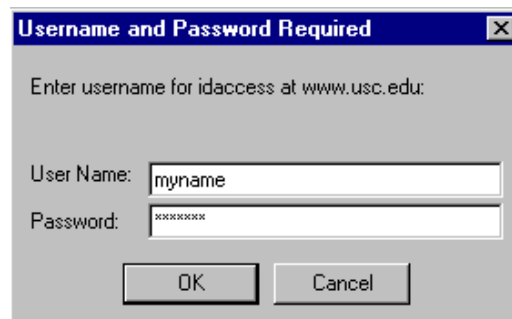 Username and Password Required
Enter username for idaccess at www.usc.edu:
User Name: myname
Password: *******
OK Cancel